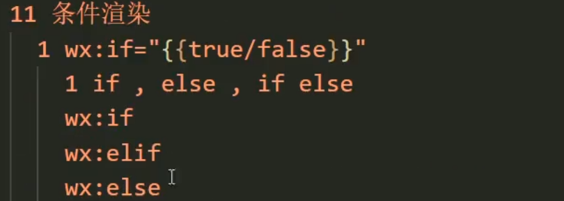 11 条件渲染
1 wx:if="{{true/false}}"
1 if , else , if else
wx:if
wx:elif
wx:else